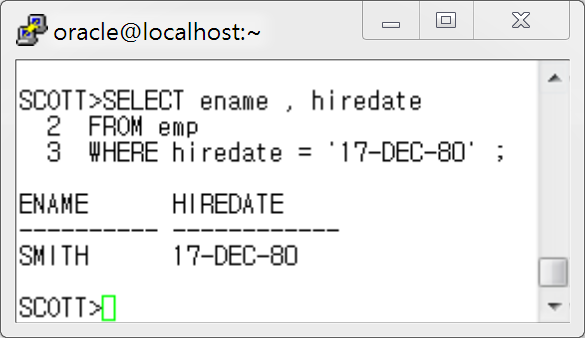 oracle@localhost:~
SCOTT>SELECT ename , hiredate
2 FROM emp
3 WHERE hiredate = '17-DEC-80' ;
ENAME HIREDATE
---------- ------------
SMITH 17-DEC-80
SCOTT>